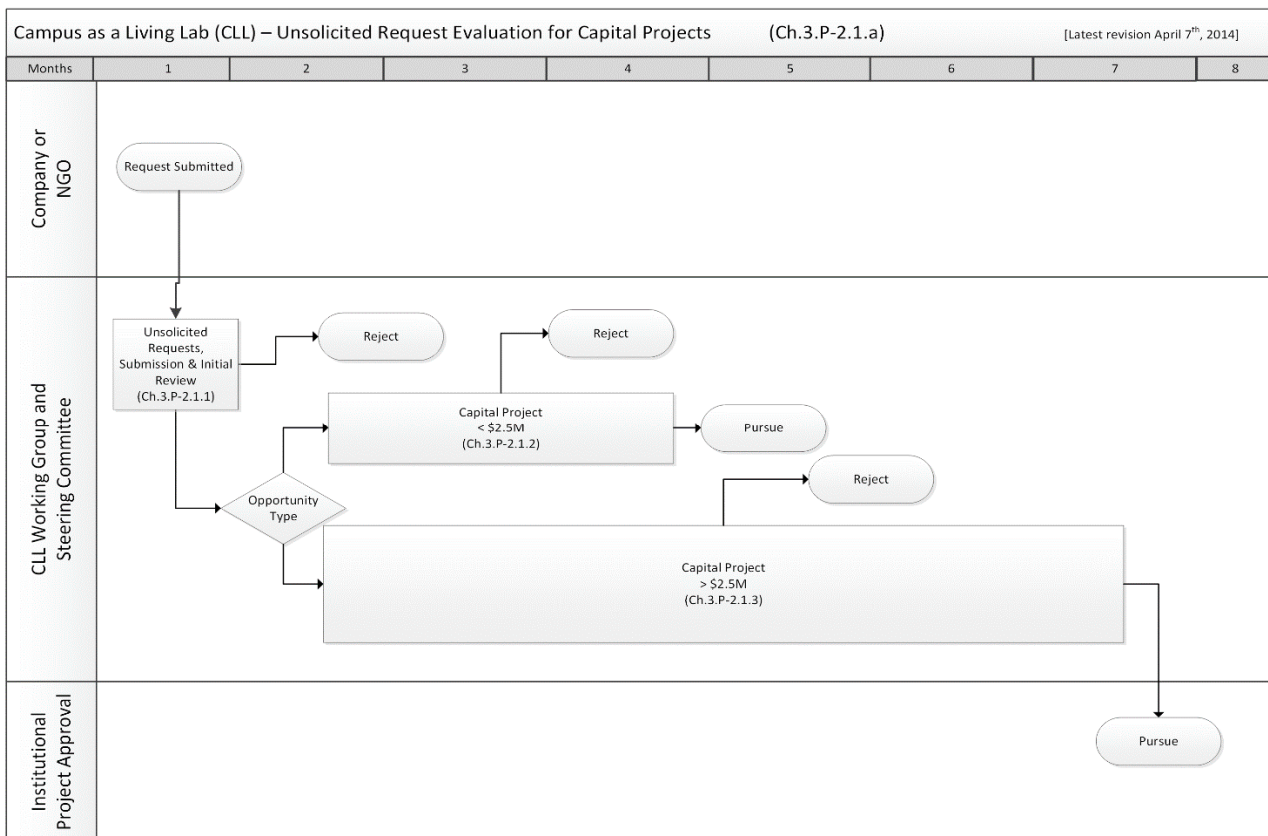 Campus as a Living Lab (CLL) – Unsolicited Request Evaluation for Capital Projects (Ch.3.P-2.1.a) [Latest revision April 7th, 2014]
Months 1 2 3 4 5 6 7 8
Company or
NGO
Request Submitted
CLL Working Group and
Steering Committee
Unsolicited
Requests,
Submission & Initial
Review
(Ch.3.P-2.1.1)
Reject
Reject
Capital Project
< $2.5M
(Ch.3.P-2.1.2)
Pursue
Reject
Opportunity
Type
Capital Project
> $2.5M
(Ch.3.P-2.1.3)
Institutional
Project Approval
Pursue